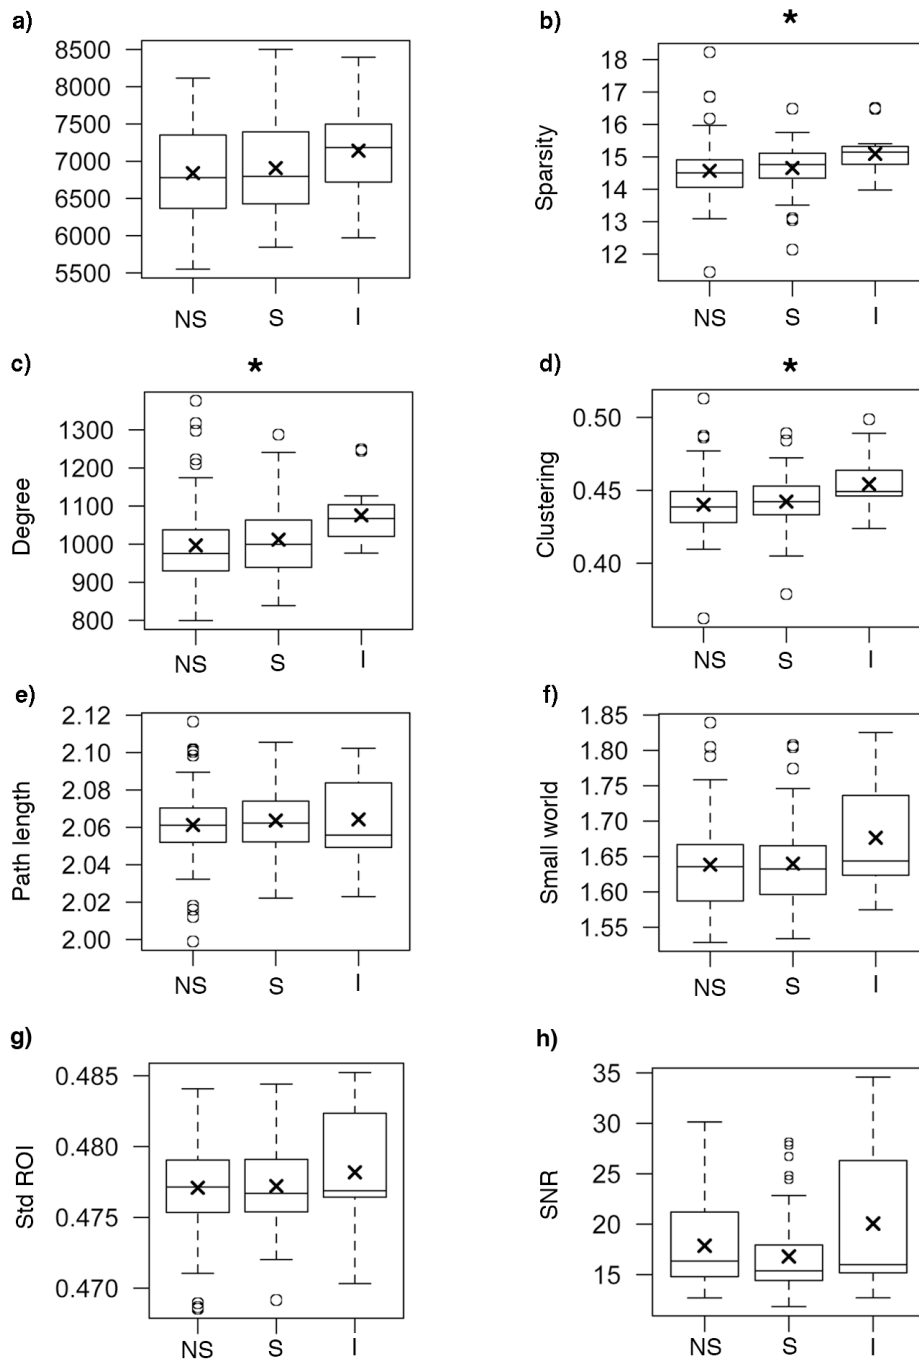 a)
8500
8000
7500
7000
6500
6000
5500
NS S I
b)
*
Sparsity
18
17
16
15
14
13
12
NS S I
c)
*
Degree
1300
1200
1100
1000
900
800
NS S I
d)
*
Clustering
0.50
0.45
0.40
NS S I
e)
Path length
2.12
2.10
2.08
2.06
2.04
2.02
2.00
NS S I
f)
Small world
1.85
1.80
1.75
1.70
1.65
1.60
1.55
NS S I
g)
Std ROI
0.485
0.480
0.475
0.470
NS S I
h)
SNR
35
30
25
20
15
NS S I